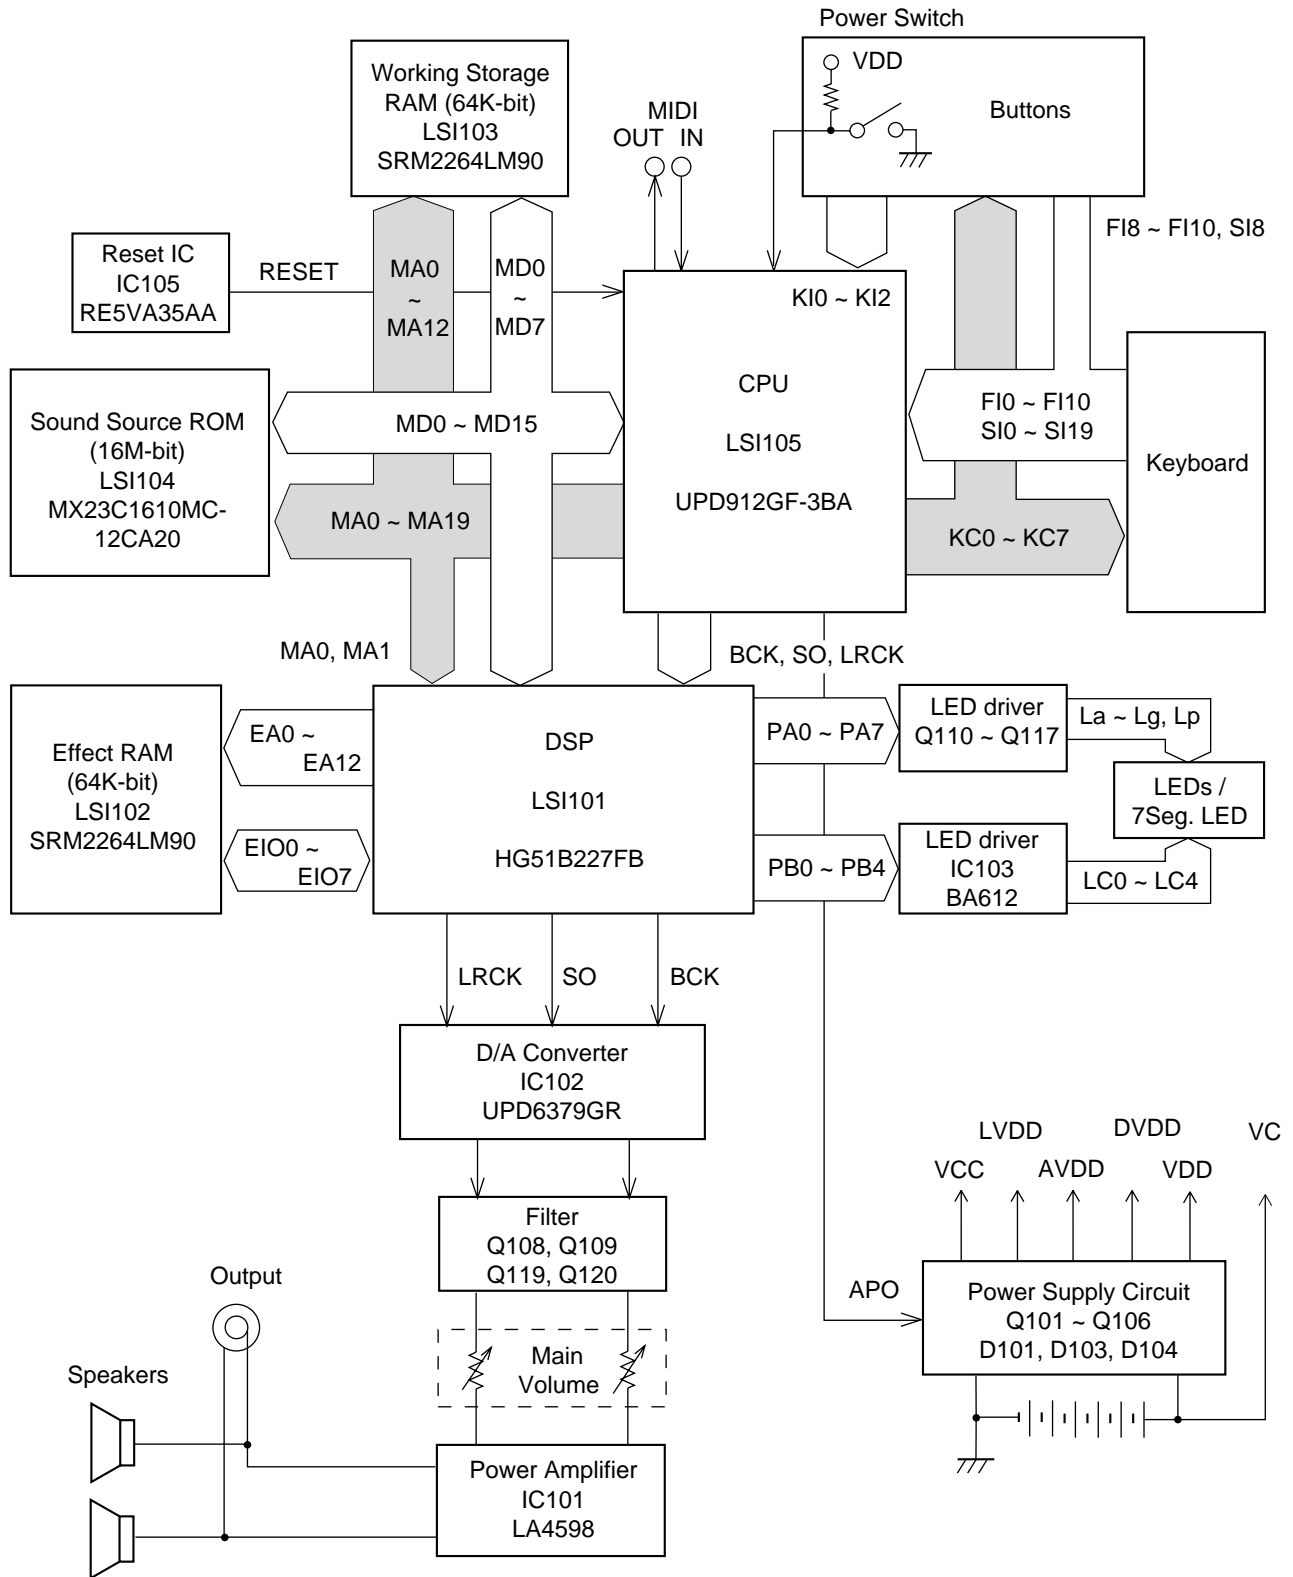 Power Switch
VDD
Buttons
Working Storage
RAM (64K-bit)
LSI103
SRM2264LM90
MIDI
OUT IN
FI8 ~ FI10, SI8
Reset IC
IC105
RE5VA35AA
RESET
MA0
~
MA12
MD0
~
MD7
KI0 ~ KI2
CPU
LSI105
UPD912GF-3BA
Sound Source ROM
(16M-bit)
LSI104
MX23C1610MC-
12CA20
MD0 ~ MD15
MA0 ~ MA19
FI0 ~ FI10
SI0 ~ SI19
KC0 ~ KC7
Keyboard
MA0, MA1
BCK, SO, LRCK
Effect RAM
(64K-bit)
LSI102
SRM2264LM90
EA0 ~
EA12
EIO0 ~
EIO7
DSP
LSI101
HG51B227FB
PA0 ~ PA7
LED driver
Q110 ~ Q117
La ~ Lg, Lp
LEDs /
7Seg. LED
PB0 ~ PB4
LED driver
IC103
BA612
LC0 ~ LC4
LRCK
SO
BCK
D/A Converter
IC102
UPD6379GR
LVDD
DVDD
VC
VCC
AVDD
VDD
Filter
Q108, Q109
Q119, Q120
Output
APO
Power Supply Circuit
Q101 ~ Q106
D101, D103, D104
Main
Volume
Speakers
Power Amplifier
IC101
LA4598